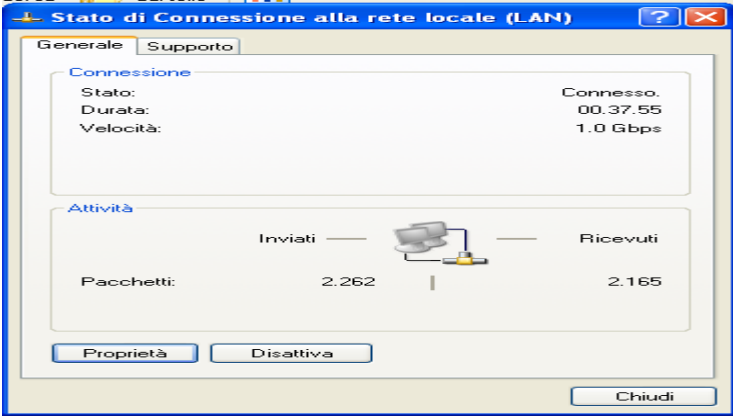 Stato di Connessione alla rete locale (LAN)
Generale Supporto
Connessione
Stato: Connesso.
Durata: 00.37.55
Velocità: 1.0 Gbps
Attività
Inviati Ricevuti
Pacchetti: 2.262 2.165
Proprietà Disattiva
Chiudi